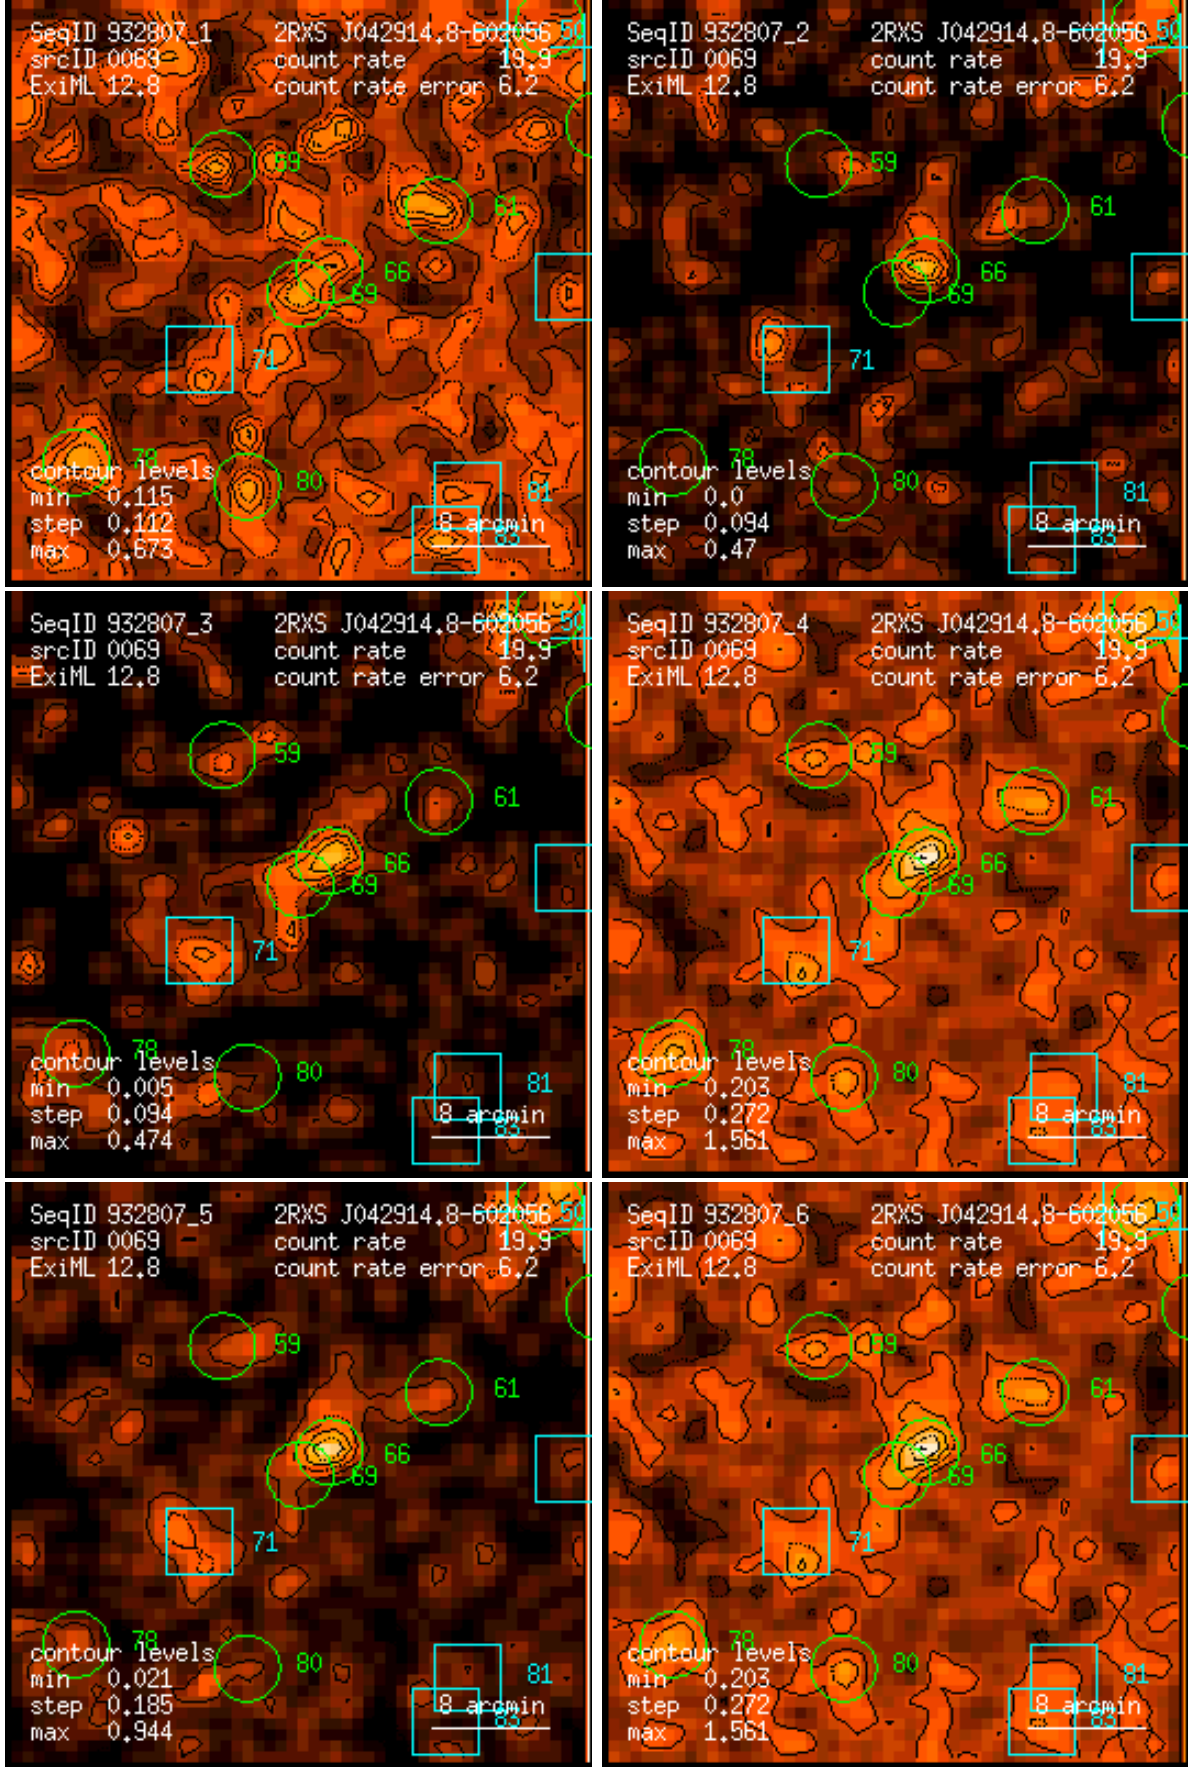 SeqID 932807_1 2RXS J042914.8-602056 50
srcID 0069 count rate 19.9
ExiML 12.8 count rate error 6.2
59
61
66
69
71
78
contour levels
80
min 0.115
81
step 0.112
8 arcmin
max 0.673
83
SeqID 932807_2 2RXS J042914.8-602056 50
srcID 0069 count rate 19.9
ExiML 12.8 count rate error 6.2
59
61
66
69
71
78
contour levels
80
min 0.0
81
step 0.094
8 arcmin
max 0.47
83
SeqID 932807_3 2RXS J042914.8-602056 50
srcID 0069 count rate 19.9
ExiML 12.8 count rate error 6.2
59
61
66
69
71
78
contour levels
80
min 0.005
81
step 0.094
8 arcmin
max 0.474
83
SeqID 932807_4 2RXS J042914.8-602056 50
srcID 0069 count rate 19.9
ExiML 12.8 count rate error 6.2
59
61
66
69
71
78
contour levels
80
min 0.203
81
step 0.272
8 arcmin
max 1.561
83
SeqID 932807_5 2RXS J042914.8-602056 50
srcID 0069 count rate 19.9
ExiML 12.8 count rate error 6.2
59
61
66
69
71
78
contour levels
80
min 0.021
81
step 0.185
8 arcmin
max 0.944
83
SeqID 932807_6 2RXS J042914.8-602056 50
srcID 0069 count rate 19.9
ExiML 12.8 count rate error 6.2
59
61
66
69
71
78
contour levels
80
min 0.203
81
step 0.272
8 arcmin
max 1.561
83